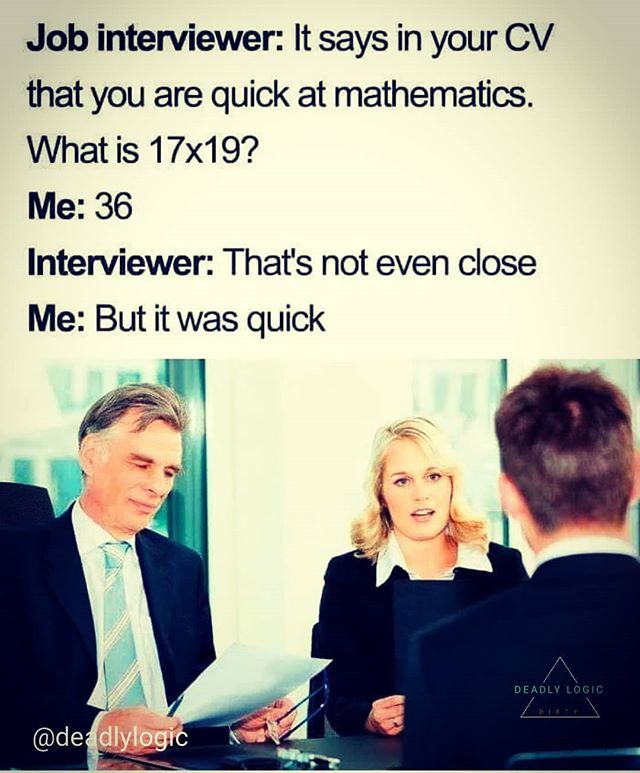 Job interviewer: It says in your CV
that you are quick at mathematics.
What is 17x19?
Me: 36
Interviewer: That's not even close
Me: But it was quick
DEADLY LOGIC
DIRTY
@deadlylogic